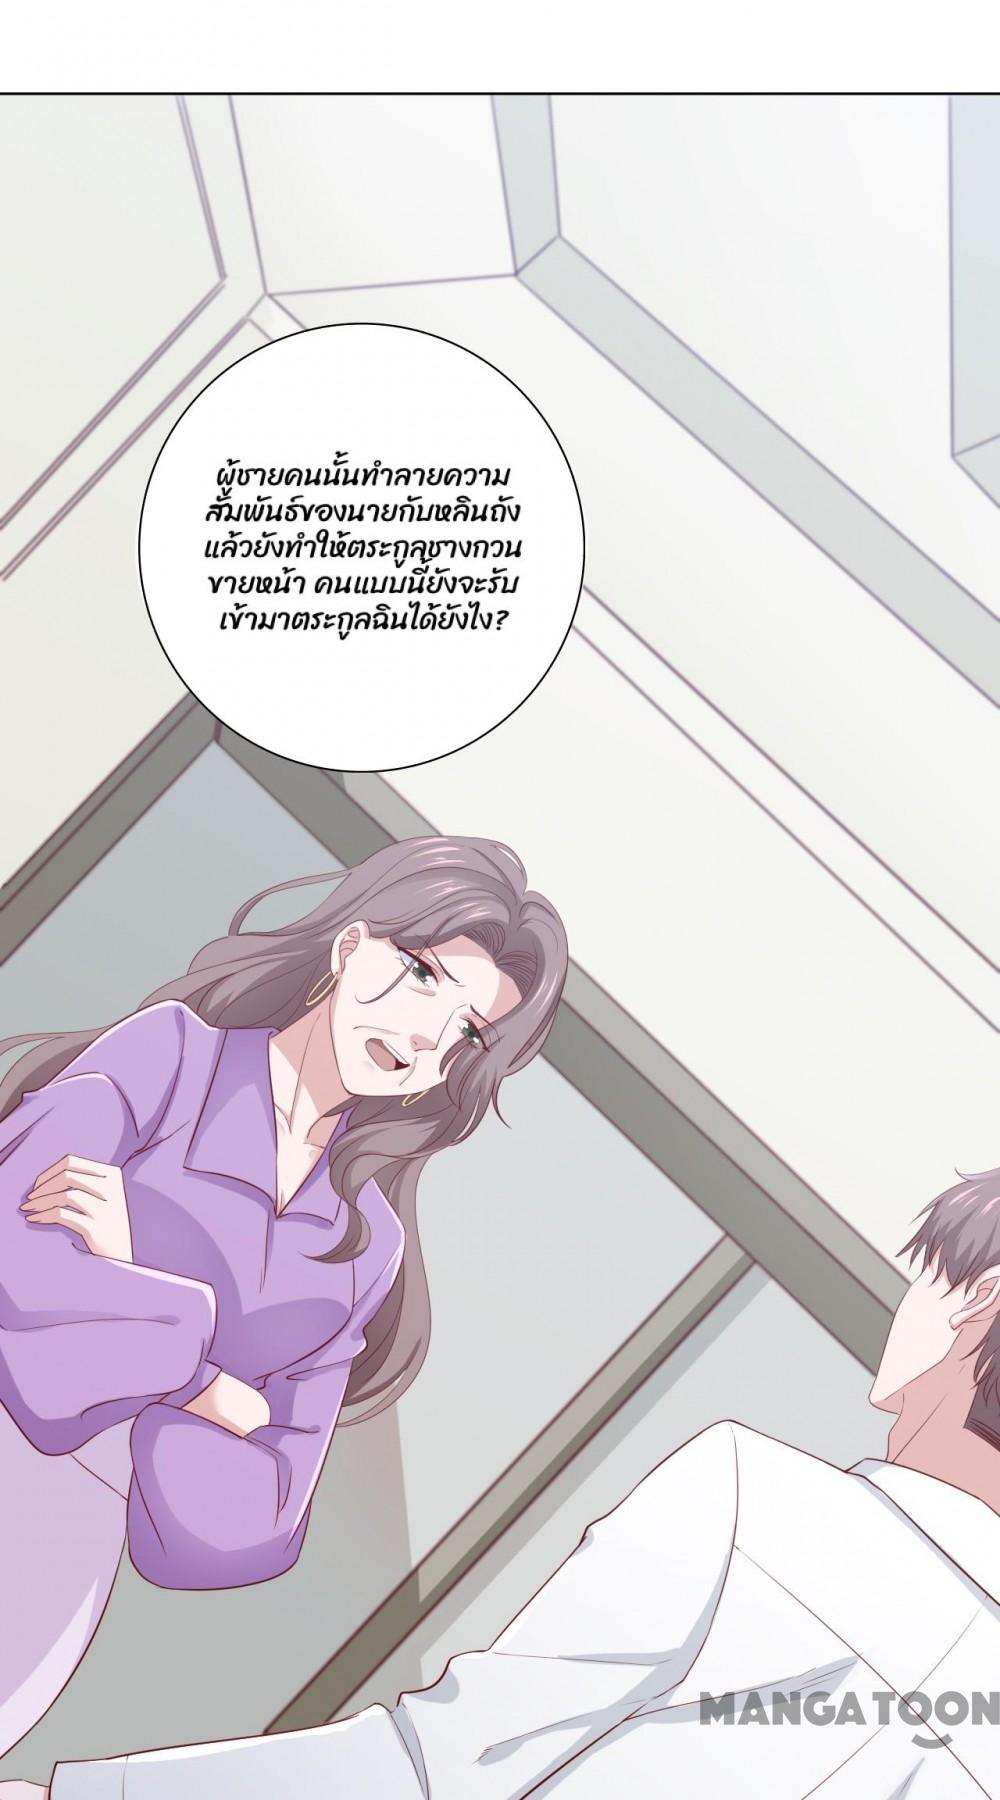 ผู้ชายคนนั้นทำลายความ
สัมพันธ์ของนายกับหลินถัง
แล้วยังทำให้ตระกูลชางกวน
ขายหน้า คนแบบนี้ยังจะรับ
เข้ามาตระกูลฉินได้ยังไง?
MANGATOON